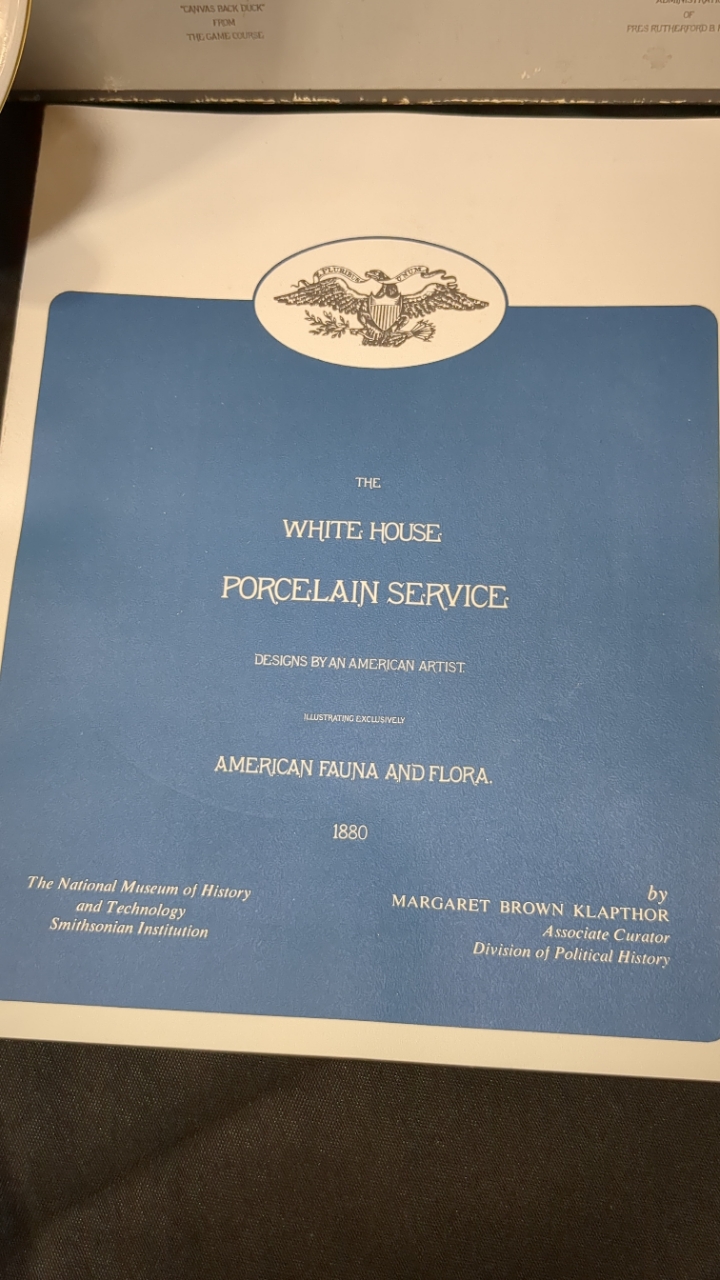 "CANVAS BACK DUCK"
FROM
THE GAME COURSE
OF
PRES RUTHERFORD B
E PLURIBUS UNUM
THE
WHITE HOUSE
PORCELAIN SERVICE
DESIGNS BY AN AMERICAN ARTIST
ILLUSTRATING EXCLUSIVELY
AMERICAN FAUNA AND FLORA.
1880
The National Museum of History
and Technology
Smithsonian Institution
by
MARGARET BROWN KLAPTHOR
Associate Curator
Division of Political History